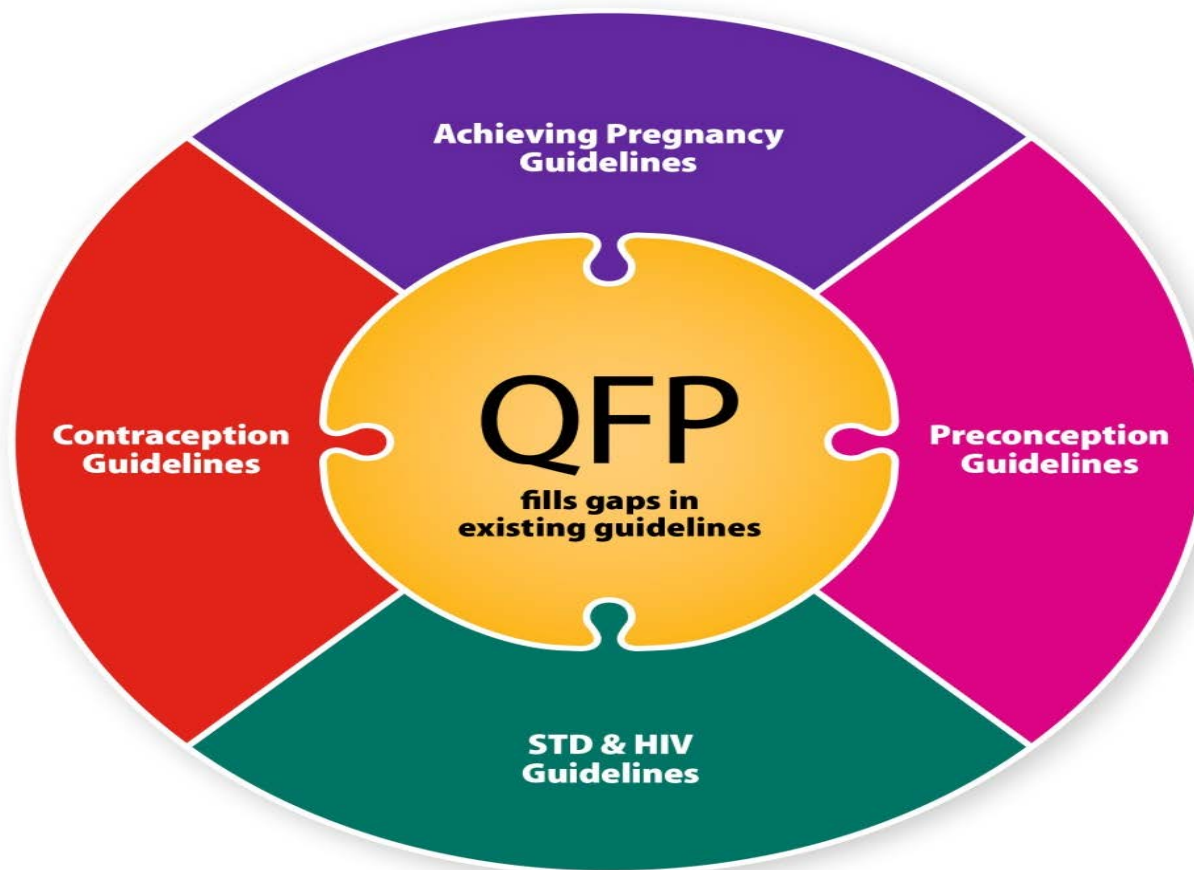 Achieving Pregnancy
Guidelines
Contraception
Guidelines
QFP
fills gaps in
existing guidelines
Preconception
Guidelines
STD & HIV
Guidelines